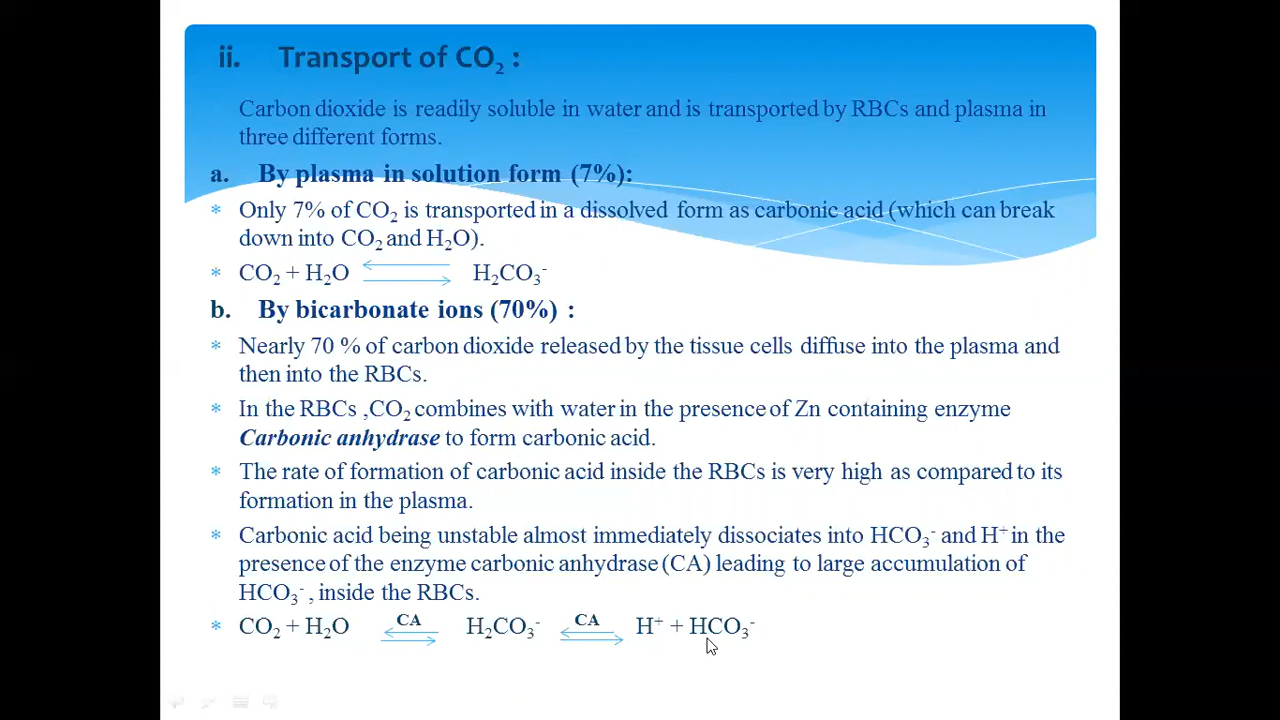 ii. Transport of CO₂ :
Carbon dioxide is readily soluble in water and is transported by RBCs and plasma in
three different forms.
a. By plasma in solution form (7%):
* Only 7% of CO₂ is transported in a dissolved form as carbonic acid (which can break
down into CO₂ and H₂O).
* CO₂ + H₂O ⇌ H₂CO₃⁻
b. By bicarbonate ions (70%) :
* Nearly 70 % of carbon dioxide released by the tissue cells diffuse into the plasma and
then into the RBCs.
* In the RBCs ,CO₂ combines with water in the presence of Zn containing enzyme
Carbonic anhydrase to form carbonic acid.
* The rate of formation of carbonic acid inside the RBCs is very high as compared to its
formation in the plasma.
* Carbonic acid being unstable almost immediately dissociates into HCO₃⁻ and H⁺ in the
presence of the enzyme carbonic anhydrase (CA) leading to large accumulation of
HCO₃⁻ , inside the RBCs.
* CO₂ + H₂O CA ⇌ H₂CO₃⁻ CA ⇌ H⁺ + HCO₃⁻